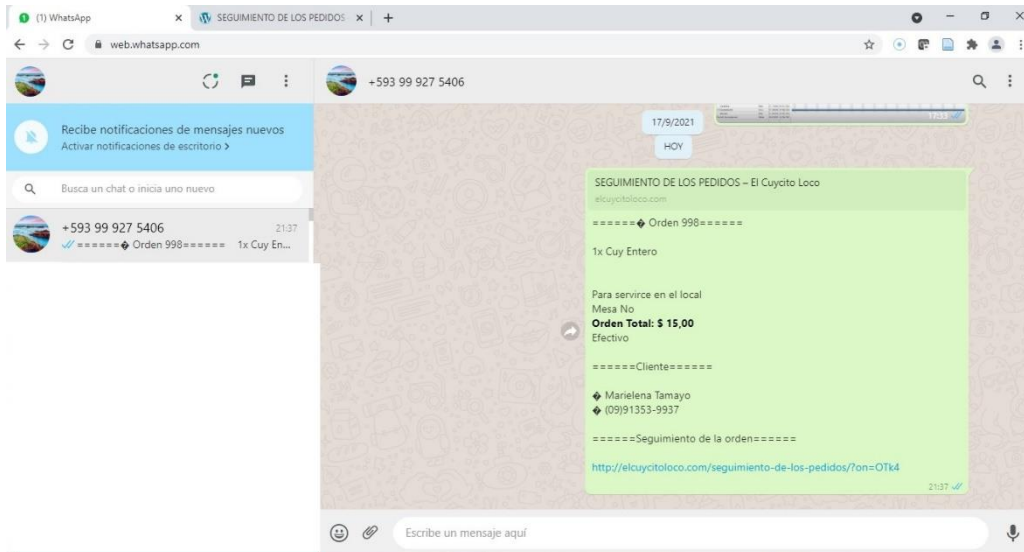 (1) WhatsApp
SEGUIMIENTO DE LOS PEDIDOS
web.whatsapp.com
+593 99 927 5406
Recibe notificaciones de mensajes nuevos
Activar notificaciones de escritorio >
Busca un chat o inicia uno nuevo
+593 99 927 5406
21:37
======� Orden 998====== 1x Cuy En...
17:33
17/9/2021
HOY
SEGUIMIENTO DE LOS PEDIDOS – El Cuycito Loco
elcuycitoloco.com
======� Orden 998======
1x Cuy Entero
Para servirce en el local
Mesa No
Orden Total: $ 15,00
Efectivo
======Cliente======
� Marielena Tamayo
� (09)91353-9937
======Seguimiento de la orden======
http://elcuycitoloco.com/seguimiento-de-los-pedidos/?on=OTk4
21:37
Escribe un mensaje aquí